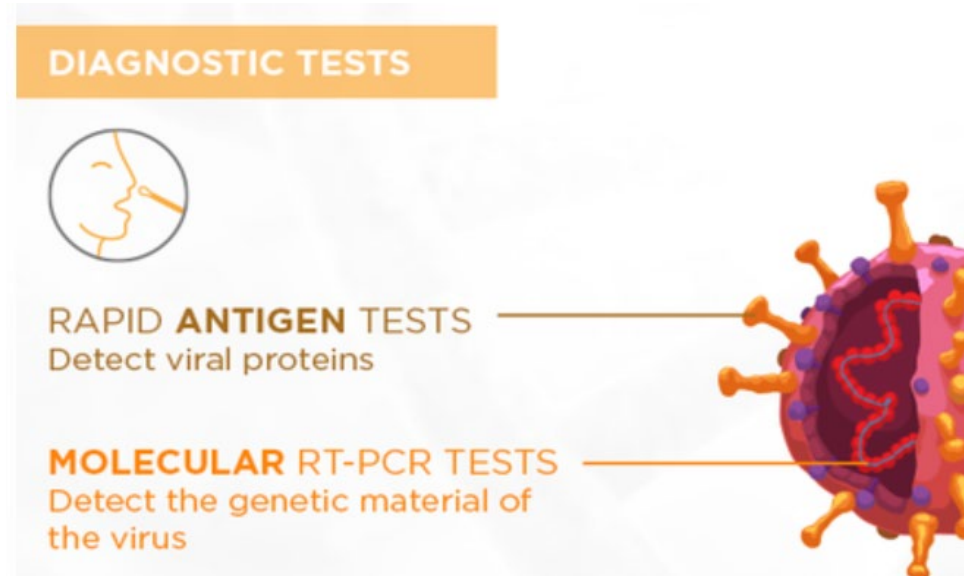 DIAGNOSTIC TESTS
RAPID ANTIGEN TESTS
Detect viral proteins
MOLECULAR RT-PCR TESTS
Detect the genetic material of
the virus